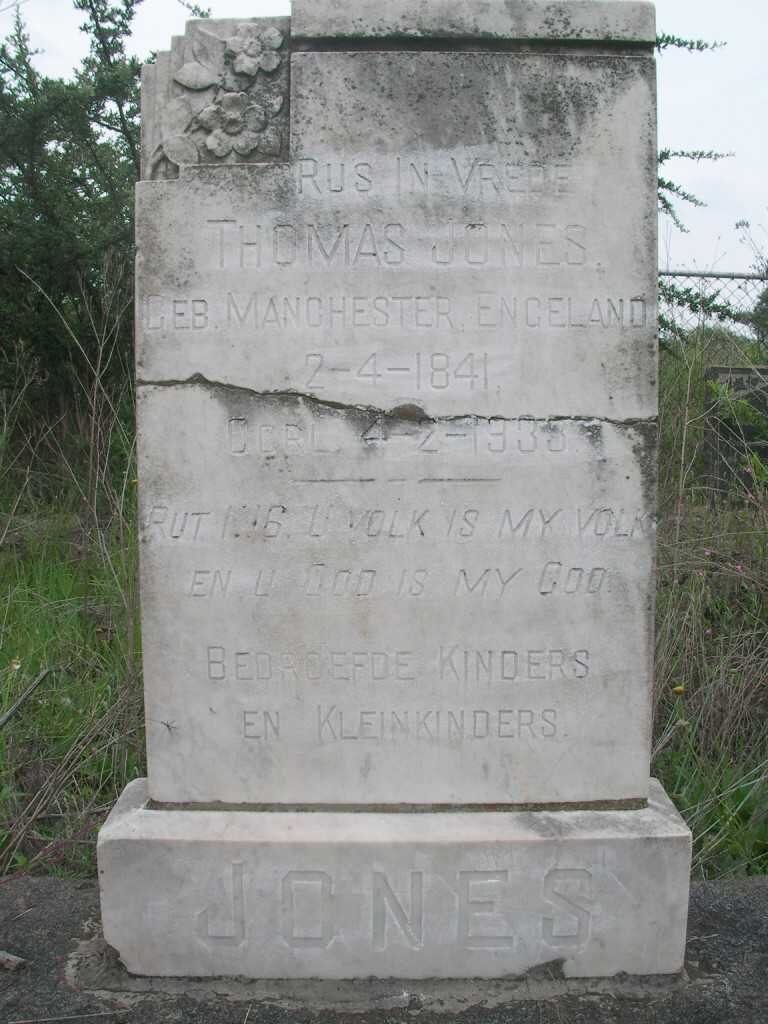 RUS IN VREDE
THOMAS JONES.
GEB. MANCHESTER, ENGELAND
2-4-1841.
OORL. 4-2-1933.
RUT 1:16. U VOLK IS MY VOLK
EN U GOD IS MY GOD.
BEDROEFDE KINDERS
EN KLEINKINDERS.
JONES